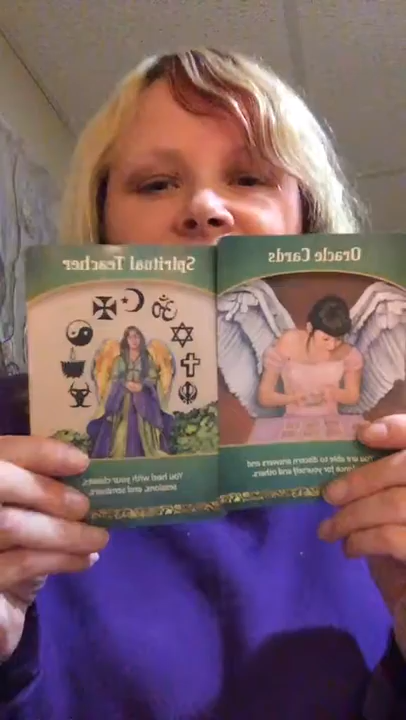 Spiritual Teacher
You heal with your classes,
sessions, and seminars.
Oracle Cards
You are able to discern answers and
for yourself and others.